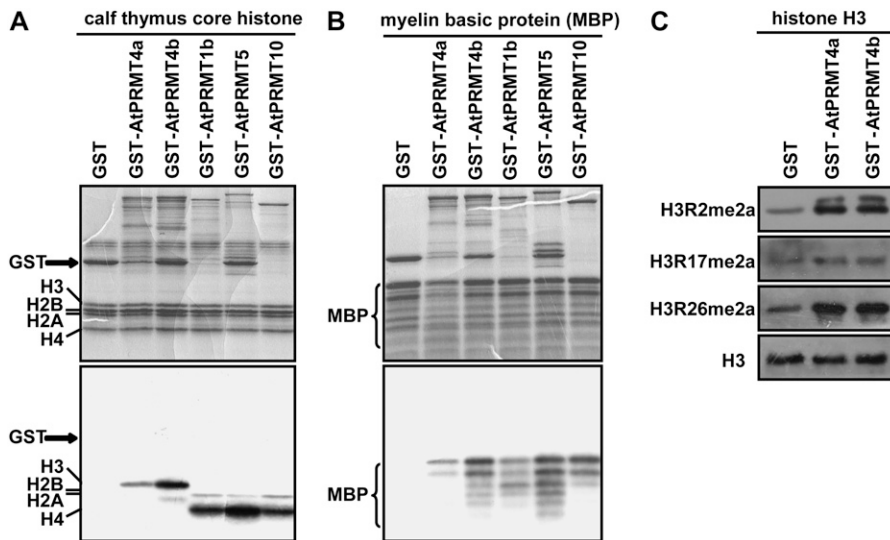 A
calf thymus core histone
GST
GST-AtPRMT4a
GST-AtPRMT4b
GST-AtPRMT1b
GST-AtPRMT5
GST-AtPRMT10
GST
H3
H2B
H2A
H4
GST
H3
H2B
H2A
H4
B
myelin basic protein (MBP)
GST
GST-AtPRMT4a
GST-AtPRMT4b
GST-AtPRMT1b
GST-AtPRMT5
GST-AtPRMT10
MBP
MBP
C
histone H3
GST
GST-AtPRMT4a
GST-AtPRMT4b
H3R2me2a
H3R17me2a
H3R26me2a
H3